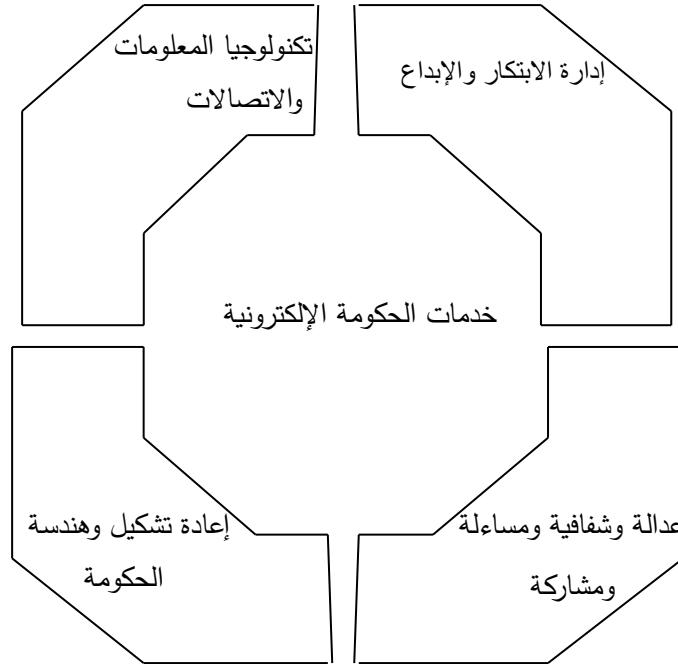 إدارة الابتكار والإبداع
تكنولوجيا المعلومات
والاتصالات
خدمات الحكومة الإلكترونية
عدالة وشفافية ومساءلة
ومشاركة
إعادة تشكيل وهندسة
الحكومة